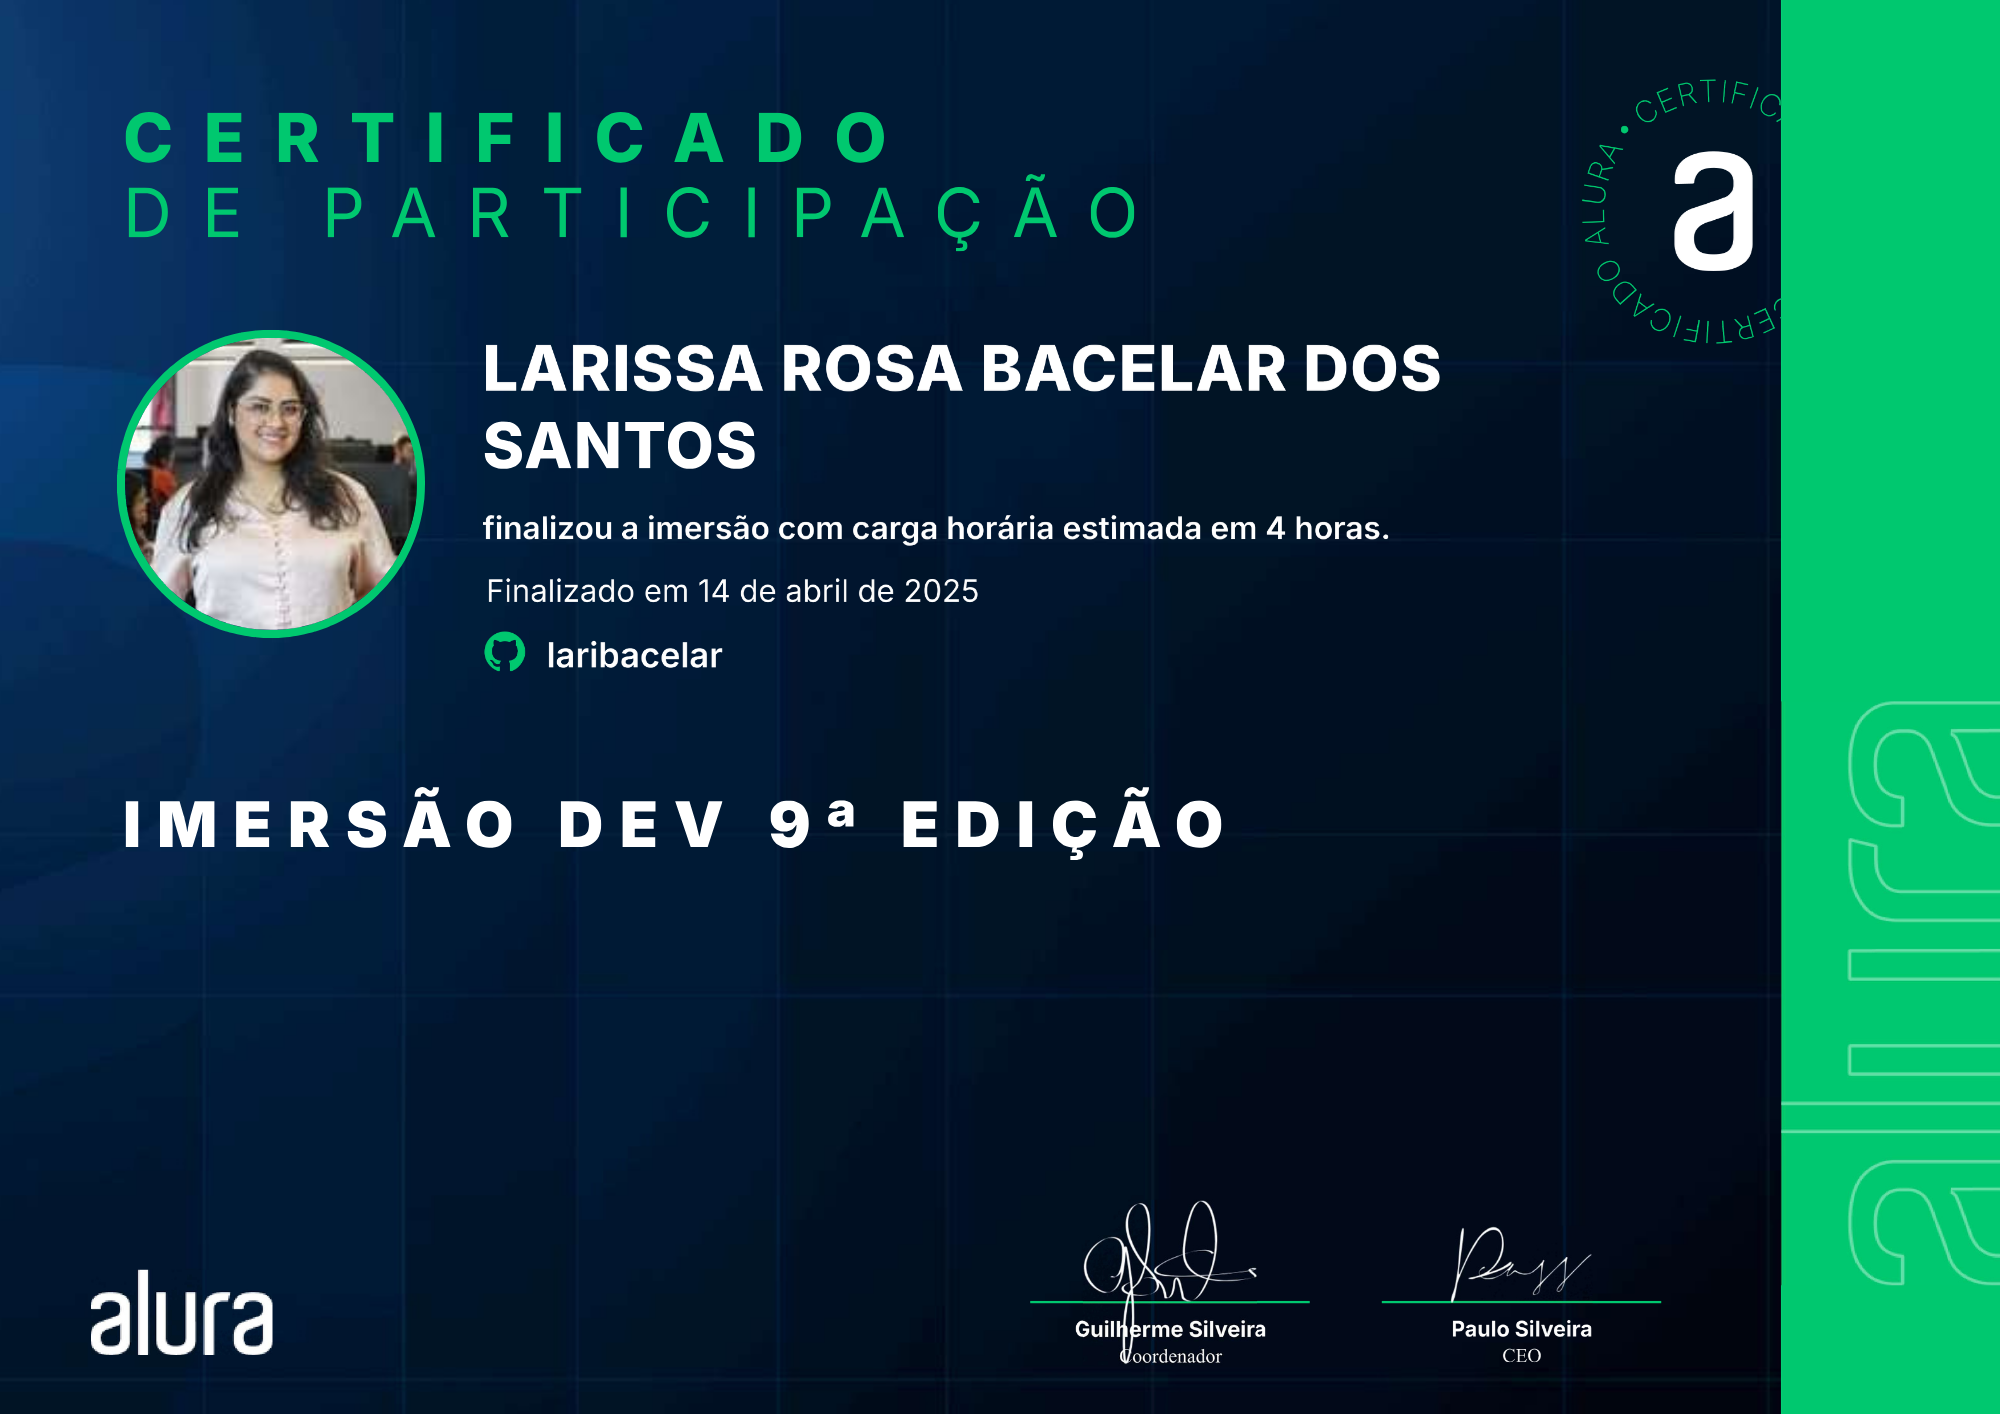 CERTIFICADO
DE PARTICIPAÇÃO
CERTIFICADO ALURA • CERTIFICA
a
LARISSA ROSA BACELAR DOS
SANTOS
finalizou a imersão com carga horária estimada em 4 horas.
Finalizado em 14 de abril de 2025
laribacelar
IMERSÃO DEV 9ª EDIÇÃO
alura
alura
Guilherme Silveira
Coordenador
Paulo Silveira
CEO